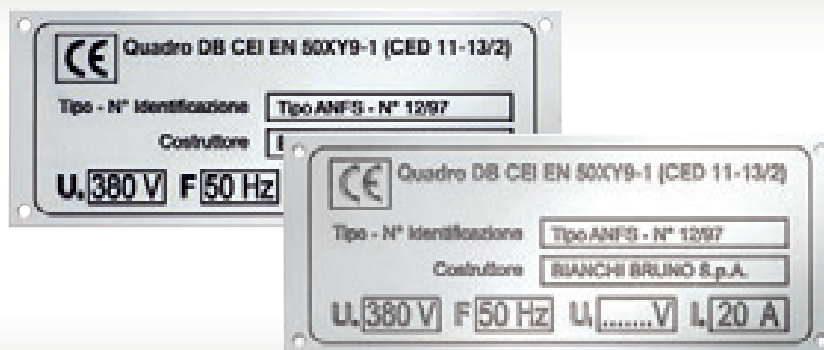 CE Quadro DB CEI EN 50XY9-1 (CED 11-13/2)
Tipo - N° Identificazione Tipo ANFS - N° 12/97
Costruttore
U. 380 V F 50 Hz
CE Quadro DB CEI EN 50XY9-1 (CED 11-13/2)
Tipo - N° Identificazione Tipo ANFS - N° 12/97
Costruttore BIANCHI BRUNO S.p.A.
U. 380 V F 50 Hz U. .......V I. 20 A